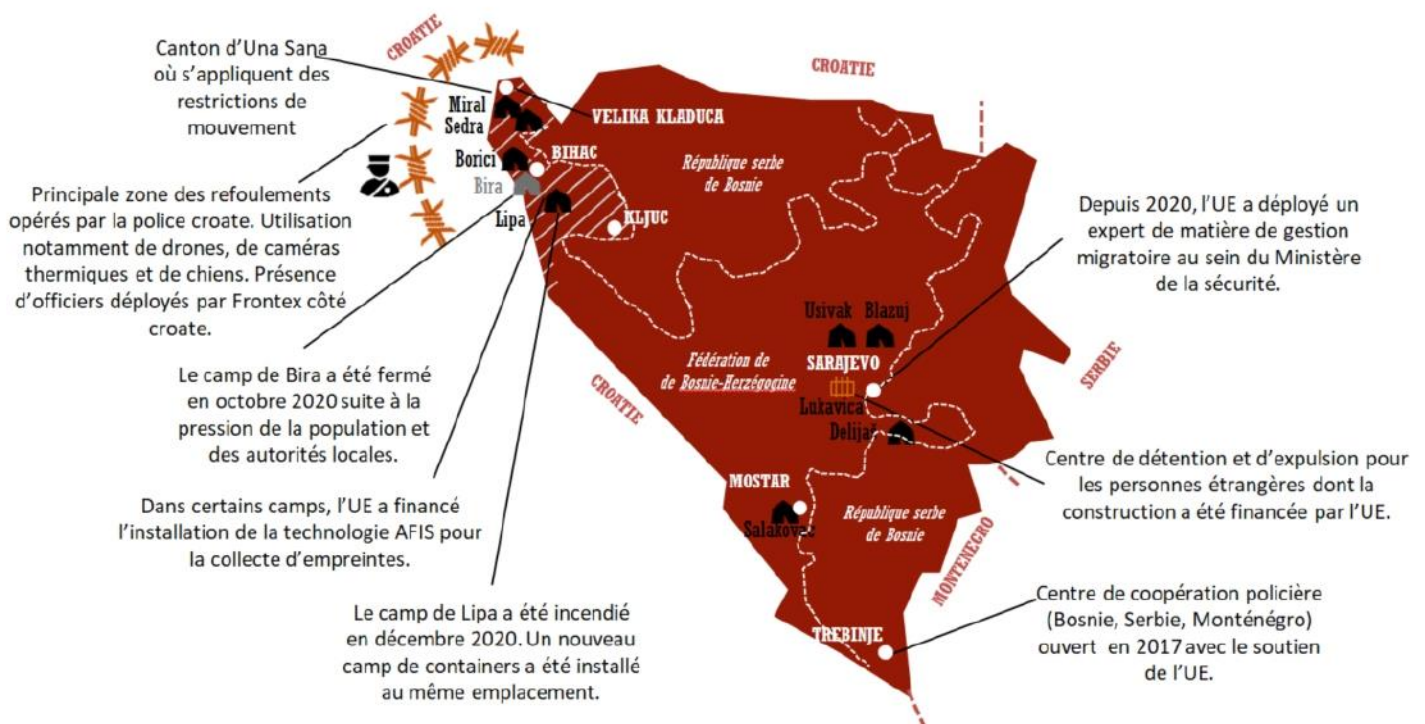 CROATIE
Canton d'Una Sana
où s'appliquent des
restrictions de
mouvement
CROATIE
Miral
Sedra
VELIKA KLADUCA
Borici
BIHAC
Bira
République serbe
de Bosnie
Lipa
KLJUC
Principale zone des refoulements
opérés par la police croate. Utilisation
notamment de drones, de caméras
thermiques et de chiens. Présence
d'officiers déployés par Frontex côté
croate.
Depuis 2020, l'UE a déployé un
expert de matière de gestion
migratoire au sein du Ministère
de la sécurité.
Usivak Blazuj
SARAJEVO
Fédération de
de Bosnie-Herzégogine
Lukavica
Delijaš
SERBIE
CROATIE
Le camp de Bira a été fermé
en octobre 2020 suite à la
pression de la population et
des autorités locales.
Centre de détention et d'expulsion pour
les personnes étrangères dont la
construction a été financée par l'UE.
MOSTAR
Salakovac
République serbe
de Bosnie
MONTENEGRO
Dans certains camps, l'UE a financé
l'installation de la technologie AFIS pour
la collecte d'empreintes.
Le camp de Lipa a été incendié
en décembre 2020. Un nouveau
camp de containers a été installé
au même emplacement.
TREBINJE
Centre de coopération policière
(Bosnie, Serbie, Monténégro)
ouvert en 2017 avec le soutien
de l'UE.